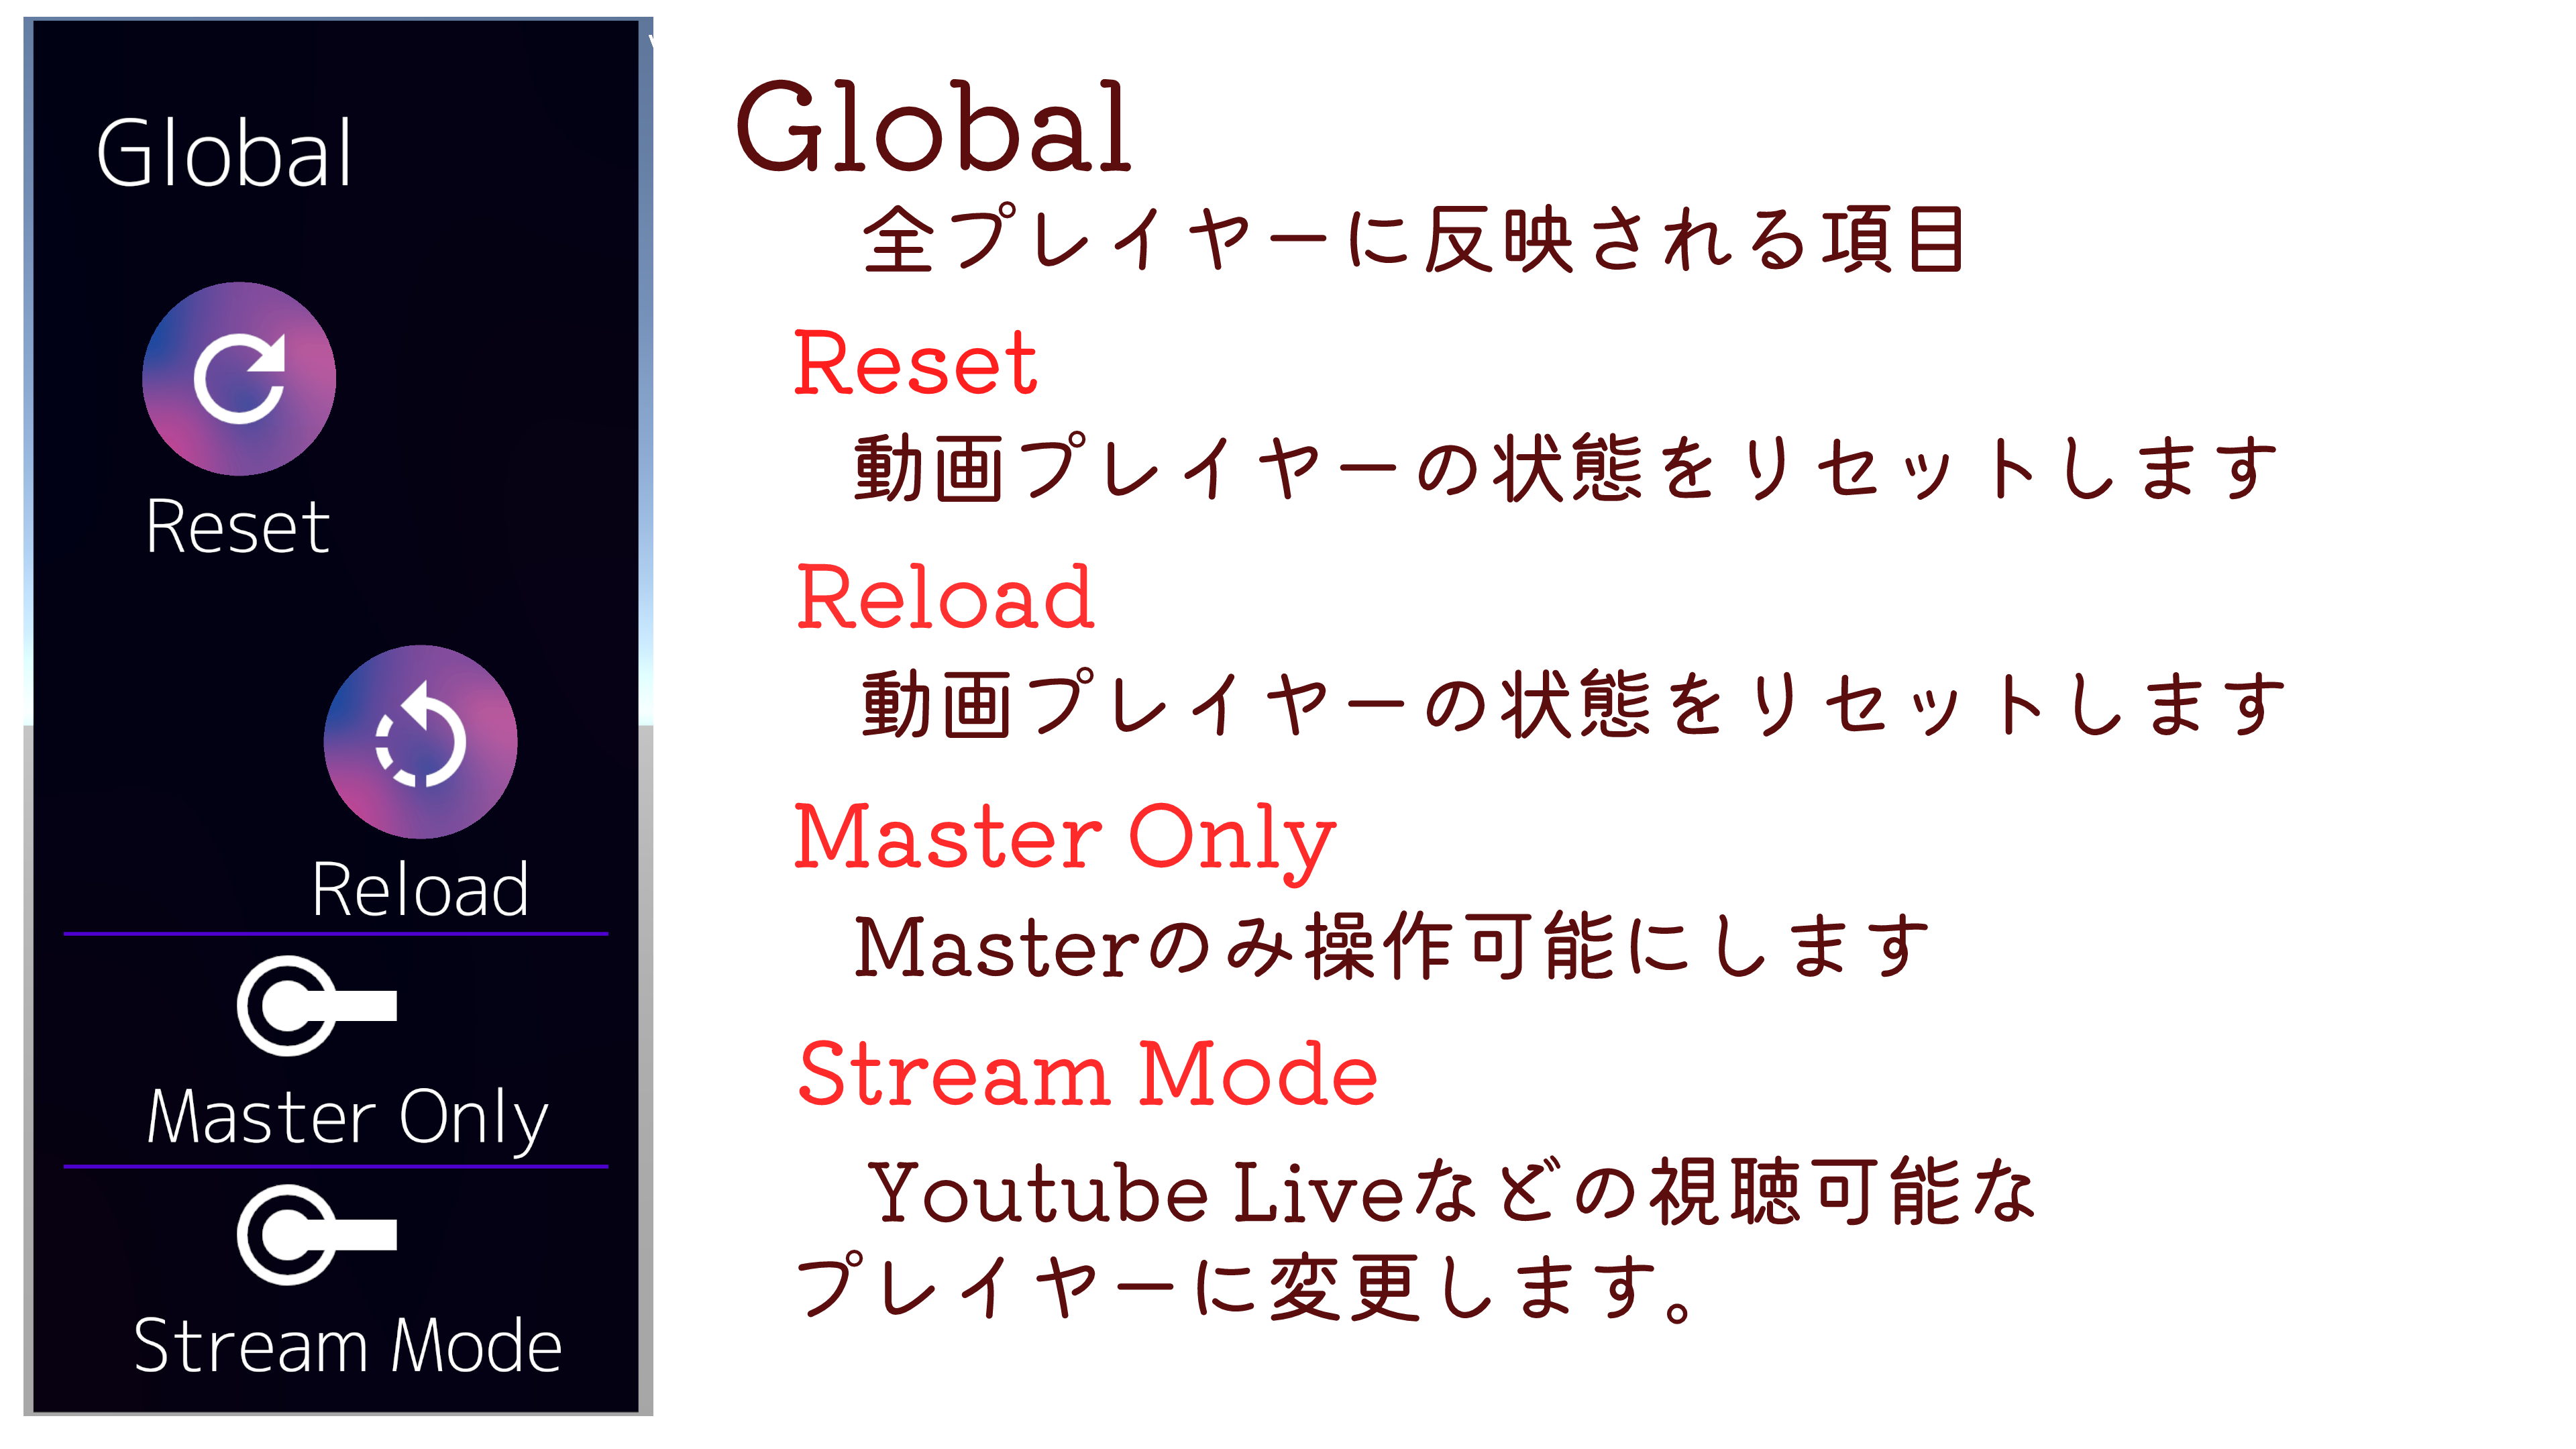 Global
Reset
Reload
Master Only
Stream Mode
Global
全プレイヤーに反映される項目
Reset
動画プレイヤーの状態をリセットします
Reload
動画プレイヤーの状態をリセットします
Master Only
Masterのみ操作可能にします
Stream Mode
Youtube Liveなどの視聴可能な
プレイヤーに変更します。